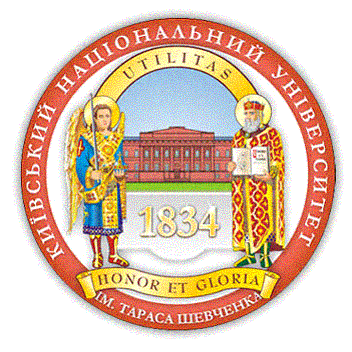 КИЇВСЬКИЙ НАЦІОНАЛЬНИЙ УНІВЕРСИТЕТ
ІМ. ТАРАСА ШЕВЧЕНКА
UTILITAS
1834
HONOR ET GLORIA